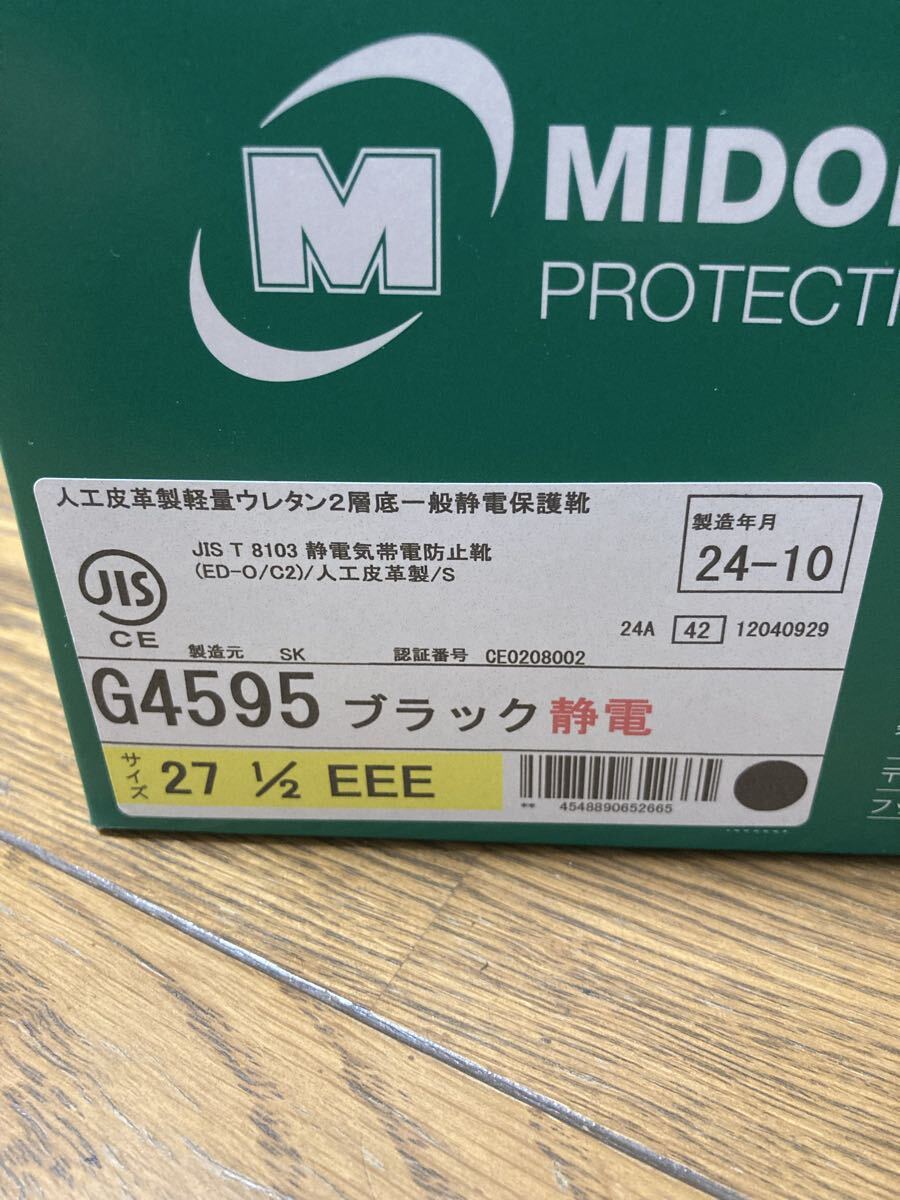 M
MIDO
PROTECT
人工皮革製軽量ウレタン2層底一般静電保護靴
JIS
CE
JIS T 8103 静電気帯電防止靴
(ED-O/C2)/人工皮革製/S
製造年月
24-10
24A 42 12040929
製造元 SK 認証番号 CE0208002
G4595 ブラック 静電
サイズ 27 ½ EEE
** 4548890652665